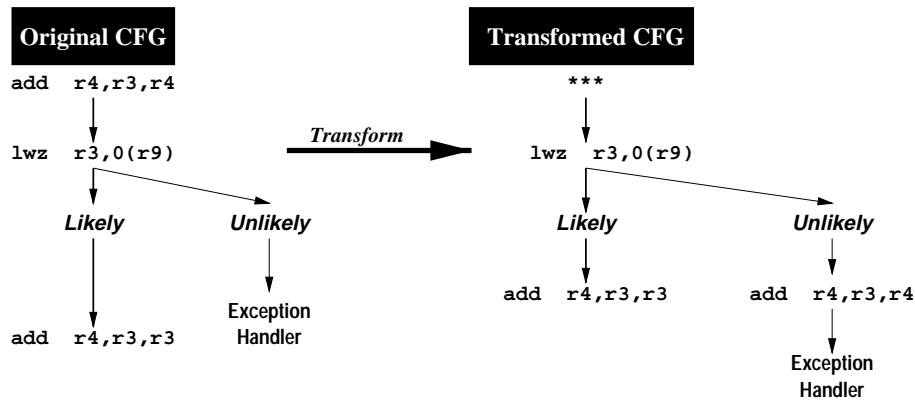 Original CFG
add r4,r3,r4
lwz r3,0(r9)
Likely
Unlikely
Exception
Handler
add r4,r3,r3
Transform
Transformed CFG
***
lwz r3,0(r9)
Likely
Unlikely
add r4,r3,r3
add r4,r3,r4
Exception
Handler